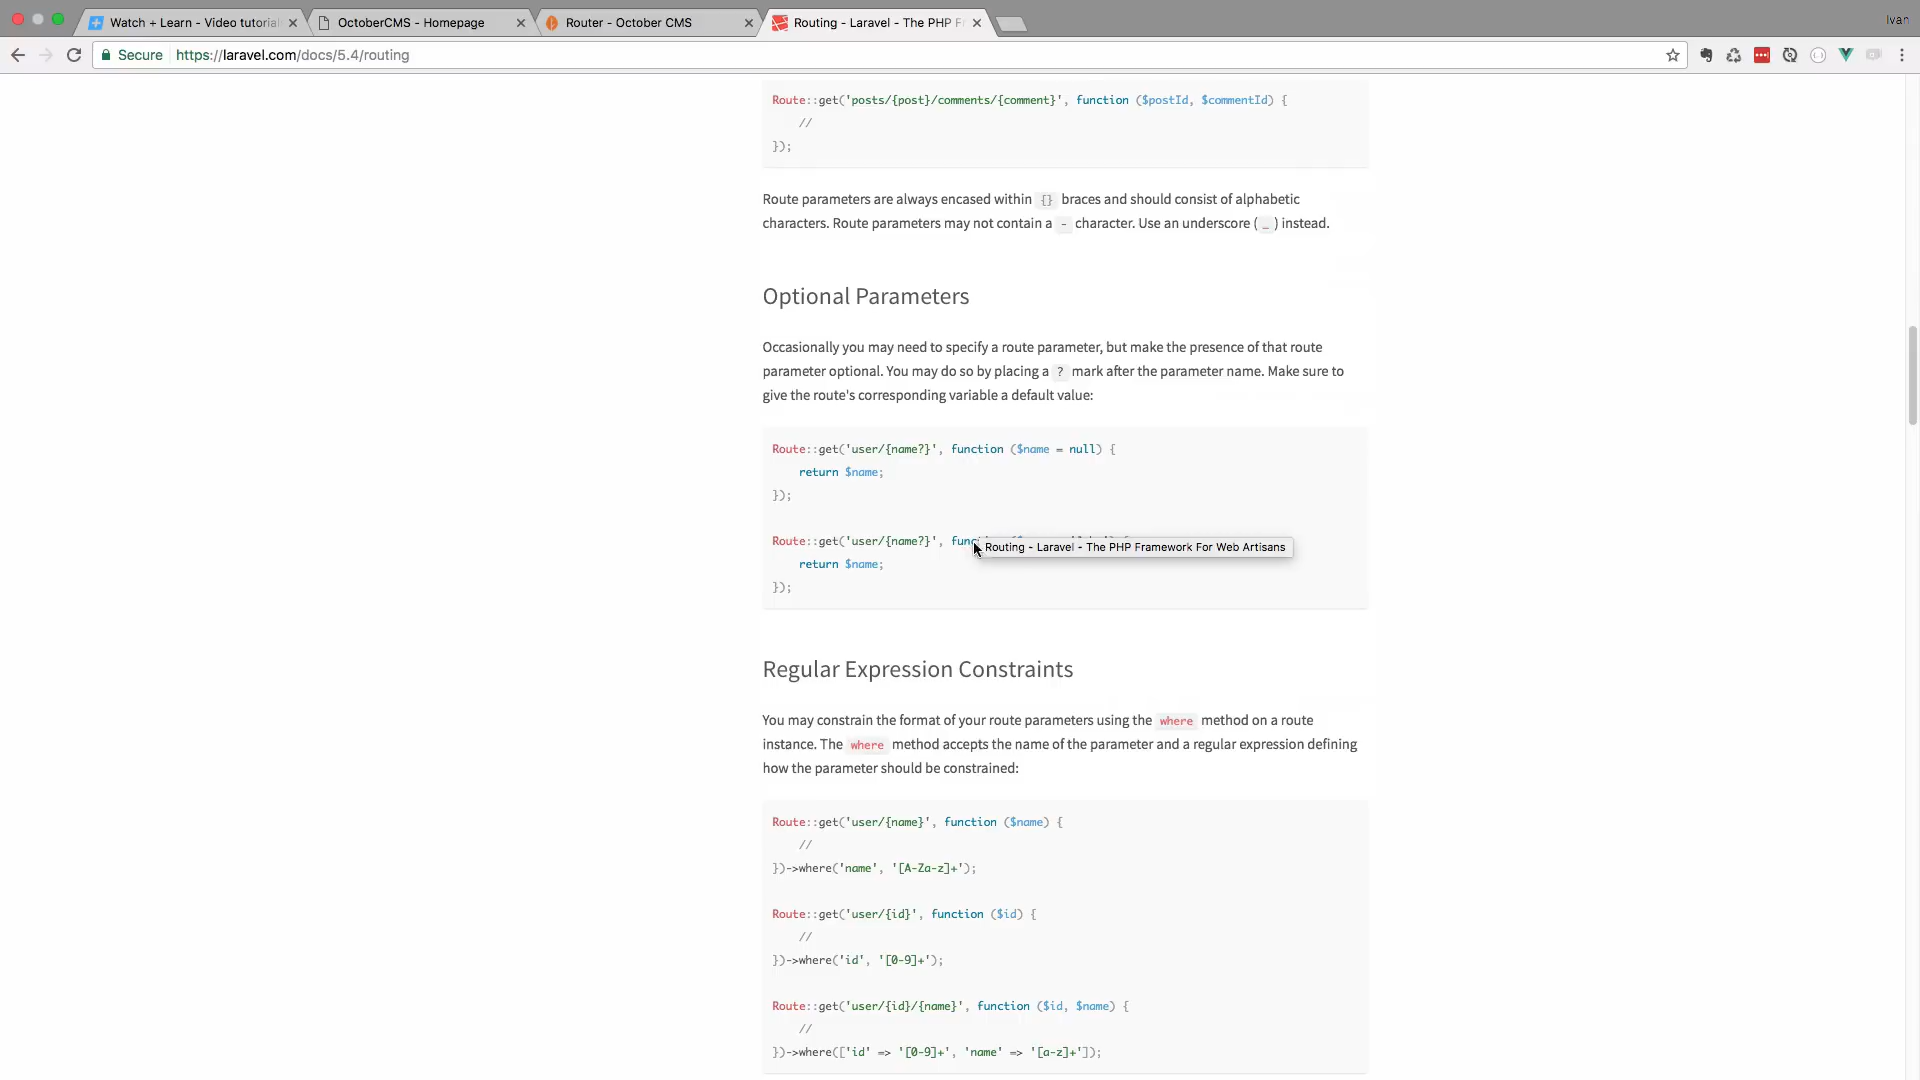 Watch + Learn - Video tutorial
OctoberCMS - Homepage
Router - October CMS
Routing - Laravel - The PHP F
Ivan
Secure
https://laravel.com/docs/5.4/routing
Route::get('posts/{post}/comments/{comment}', function ($postId, $commentId) {
//
});
Route parameters are always encased within {} braces and should consist of alphabetic
characters. Route parameters may not contain a - character. Use an underscore ( _ ) instead.
Optional Parameters
Occasionally you may need to specify a route parameter, but make the presence of that route
parameter optional. You may do so by placing a ? mark after the parameter name. Make sure to
give the route's corresponding variable a default value:
Route::get('user/{name?}', function ($name = null) {
return $name;
});
Route::get('user/{name?}', func
Routing - Laravel - The PHP Framework For Web Artisans
return $name;
});
Regular Expression Constraints
You may constrain the format of your route parameters using the where method on a route
instance. The where method accepts the name of the parameter and a regular expression defining
how the parameter should be constrained:
Route::get('user/{name}', function ($name) {
//
})->where('name', '[A-Za-z]+');
Route::get('user/{id}', function ($id) {
//
})->where('id', '[0-9]+');
Route::get('user/{id}/{name}', function ($id, $name) {
//
})->where(['id' => '[0-9]+', 'name' => '[a-z]+']);